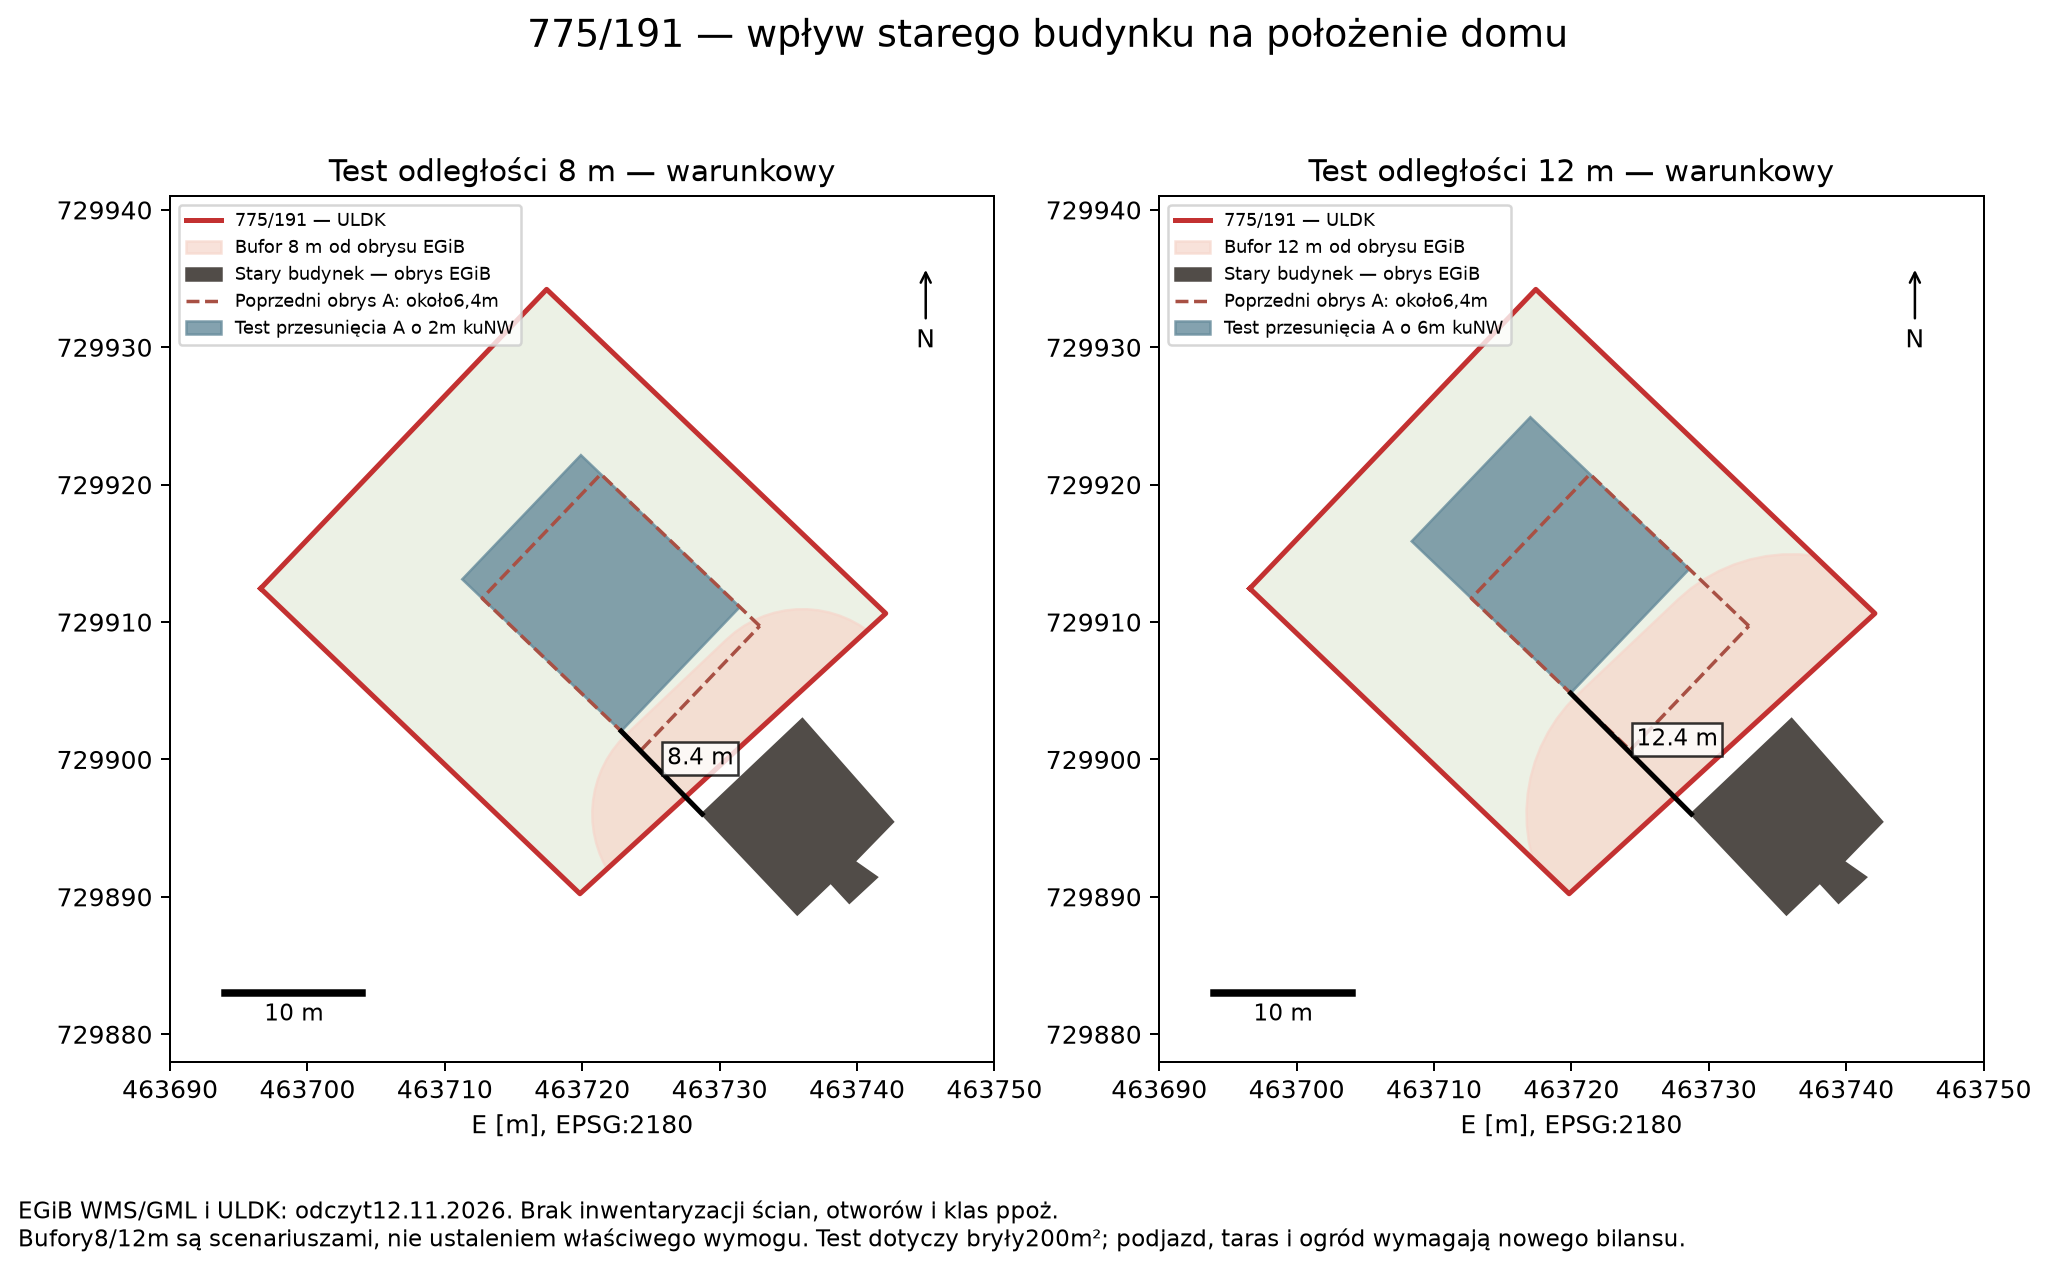 775/191 — wpływ starego budynku na położenie domu
Test odległości 8 m — warunkowy
775/191 — ULDK
Bufor 8 m od obrysu EGiB
Stary budynek — obrys EGiB
Poprzedni obrys A: około6,4m
Test przesunięcia A o 2m kuNW
N
8.4 m
10 m
729940
729930
729920
729910
729900
729890
729880
463690 463700 463710 463720 463730 463740 463750
E [m], EPSG:2180
Test odległości 12 m — warunkowy
775/191 — ULDK
Bufor 12 m od obrysu EGiB
Stary budynek — obrys EGiB
Poprzedni obrys A: około6,4m
Test przesunięcia A o 6m kuNW
N
12.4 m
10 m
729940
729930
729920
729910
729900
729890
729880
463690 463700 463710 463720 463730 463740 463750
E [m], EPSG:2180
EGiB WMS/GML i ULDK: odczyt12.11.2026. Brak inwentaryzacji ścian, otworów i klas ppoż.
Bufory8/12m są scenariuszami, nie ustaleniem właściwego wymogu. Test dotyczy bryły200m²; podjazd, taras i ogród wymagają nowego bilansu.